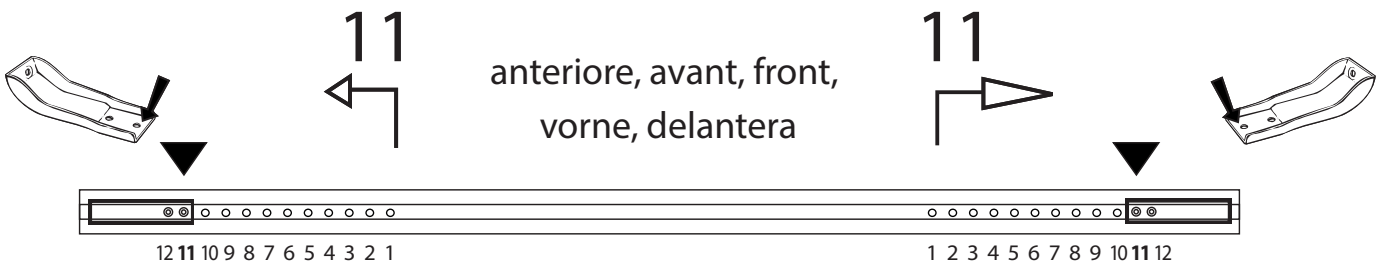 11
11
anteriore, avant, front,
vorne, delantera
12 11 10 9 8 7 6 5 4 3 2 1
1 2 3 4 5 6 7 8 9 10 11 12